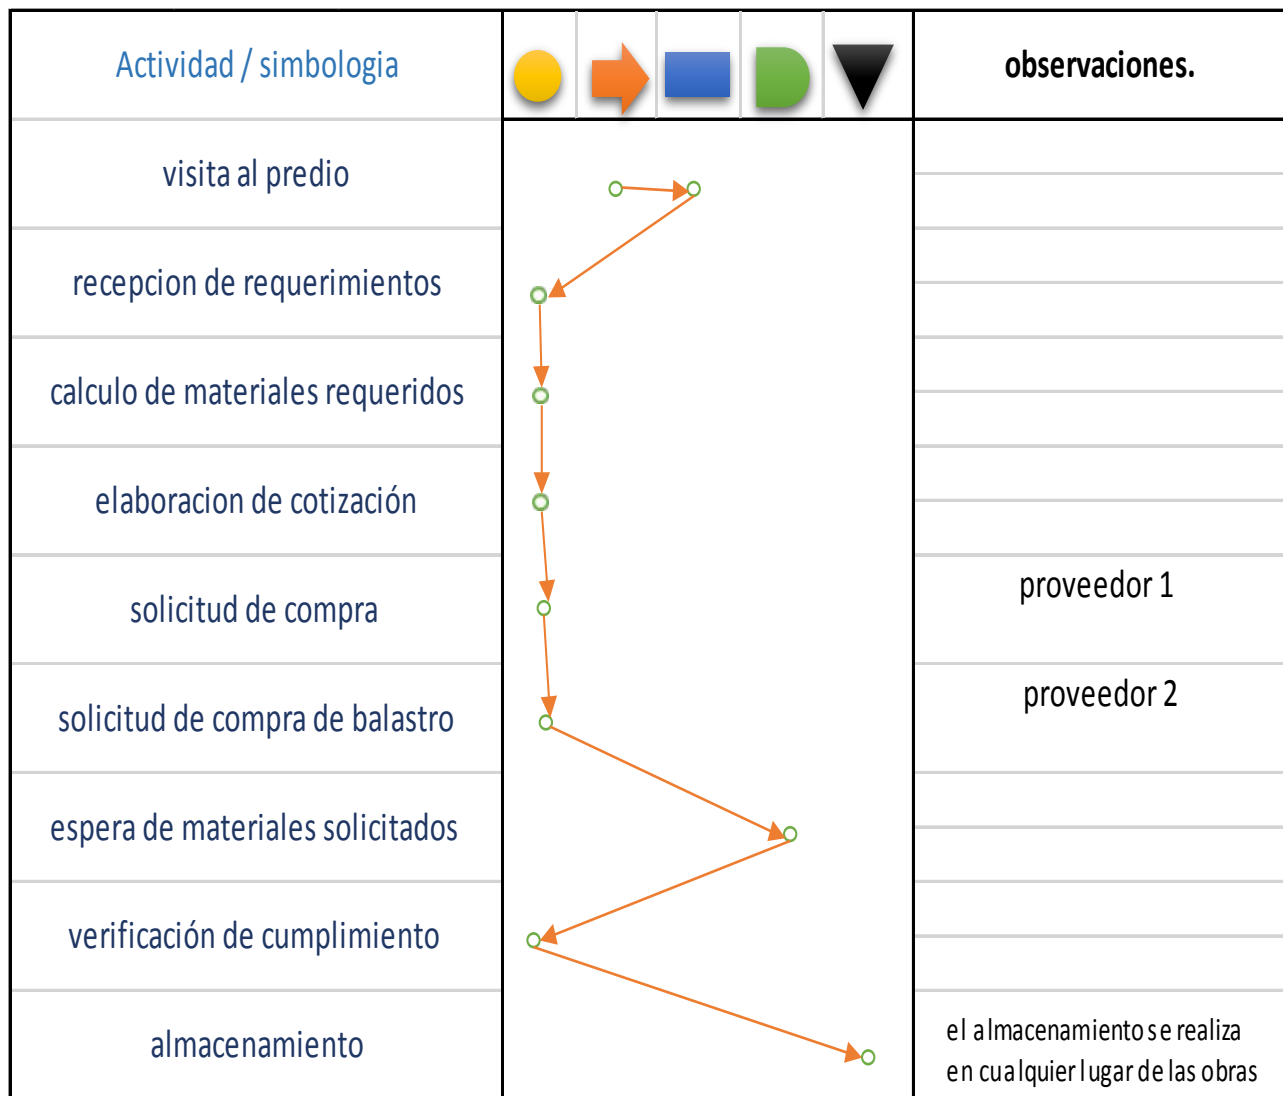 Actividad / simbologia
observaciones.
visita al predio
recepcion de requerimientos
calculo de materiales requeridos
elaboracion de cotización
solicitud de compra
proveedor 1
solicitud de compra de balastro
proveedor 2
espera de materiales solicitados
verificación de cumplimiento
almacenamiento
el almacenamiento se realiza
en cualquier lugar de las obras